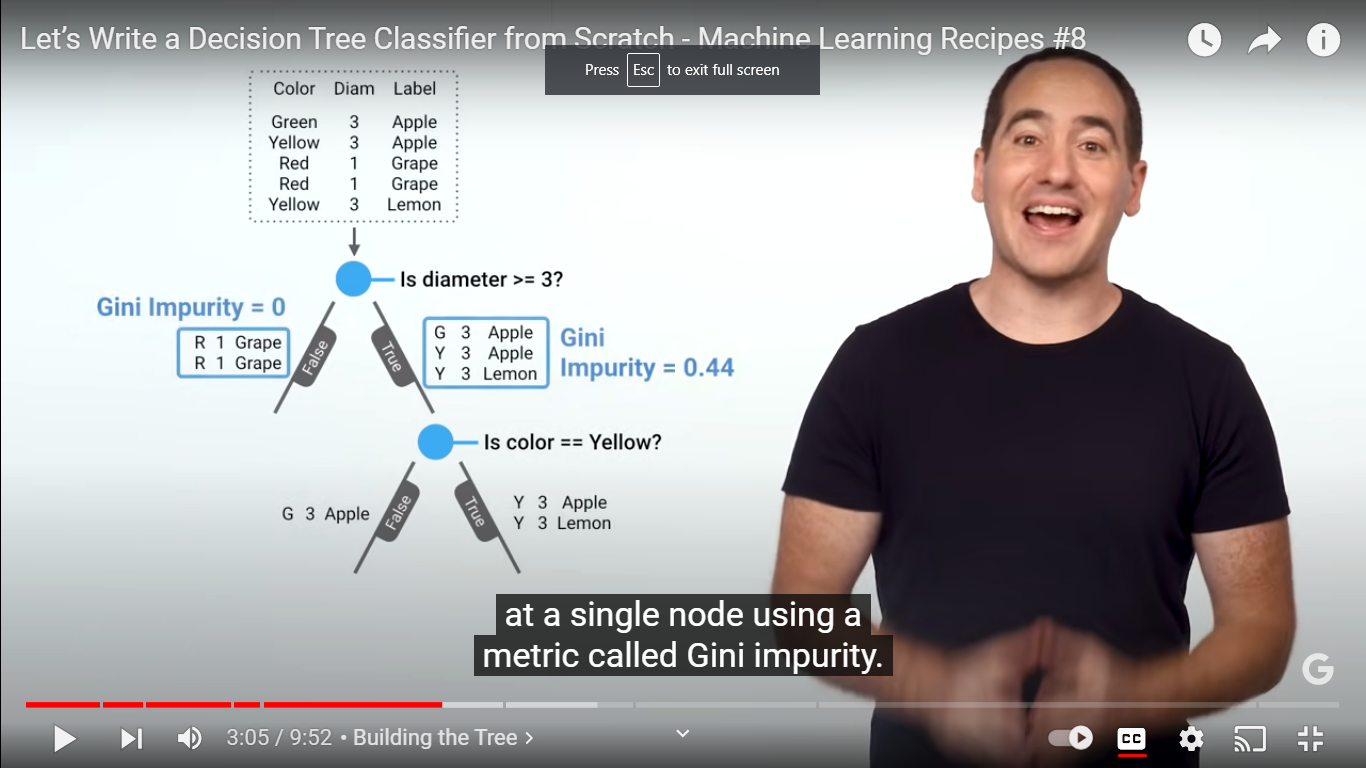 Let's Write a Decision Tree Classifier from Scratch - Machine Learning Recipes #8
Press Esc to exit full screen
Color Diam Label
Green 3 Apple
Yellow 3 Apple
Red 1 Grape
Red 1 Grape
Yellow 3 Lemon
Is diameter >= 3?
Gini Impurity = 0
R 1 Grape
R 1 Grape
False
True
G 3 Apple
Y 3 Apple
Y 3 Lemon
Gini
Impurity = 0.44
Is color == Yellow?
G 3 Apple
False
True
Y 3 Apple
Y 3 Lemon
at a single node using a
metric called Gini impurity.
G
3:05 / 9:52 • Building the Tree
CC